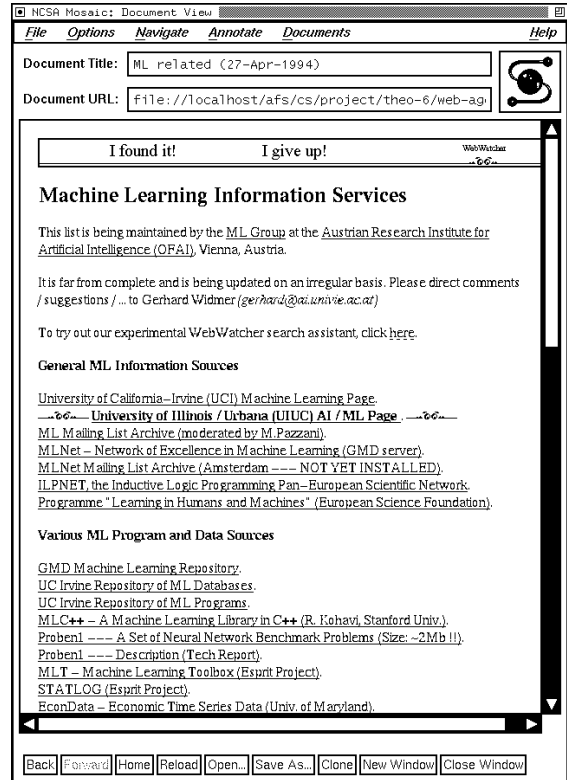 NCSA Mosaic: Document View
File Options Navigate Annotate Documents Help
Document Title: ML related (27-Apr-1994)
Document URL: file://localhost/afs/cs/project/theo-6/web-ag
I found it! I give up! WebWatcher
Machine Learning Information Services
This list is being maintained by the ML Group at the Austrian Research Institute for
Artificial Intelligence (OFAI), Vienna, Austria.
It is far from complete and is being updated on an irregular basis. Please direct comments
/ suggestions / ... to Gerhard Widmer (gerhard@ai.univie.ac.at)
To try out our experimental WebWatcher search assistant, click here.
General ML Information Sources
University of California-Irvine (UCI) Machine Learning Page.
University of Illinois / Urbana (UIUC) AI / ML Page .
ML Mailing List Archive (moderated by M.Pazzani).
MLNet - Network of Excellence in Machine Learning (GMD server).
MLNet Mailing List Archive (Amsterdam --- NOT YET INSTALLED).
ILPNET, the Inductive Logic Programming Pan-European Scientific Network.
Programme "Learning in Humans and Machines" (European Science Foundation).
Various ML Program and Data Sources
GMD Machine Learning Repository.
UC Irvine Repository of ML Databases.
UC Irvine Repository of ML Programs.
MLC++ - A Machine Learning Library in C++ (R. Kohavi, Stanford Univ.).
Proben1 --- A Set of Neural Network Benchmark Problems (Size: ~2Mb !!).
Proben1 --- Description (Tech Report).
MLT - Machine Learning Toolbox (Esprit Project).
STATLOG (Esprit Project).
EconData - Economic Time Series Data (Univ. of Maryland).
Back Forward Home Reload Open... Save As... Clone New Window Close Window